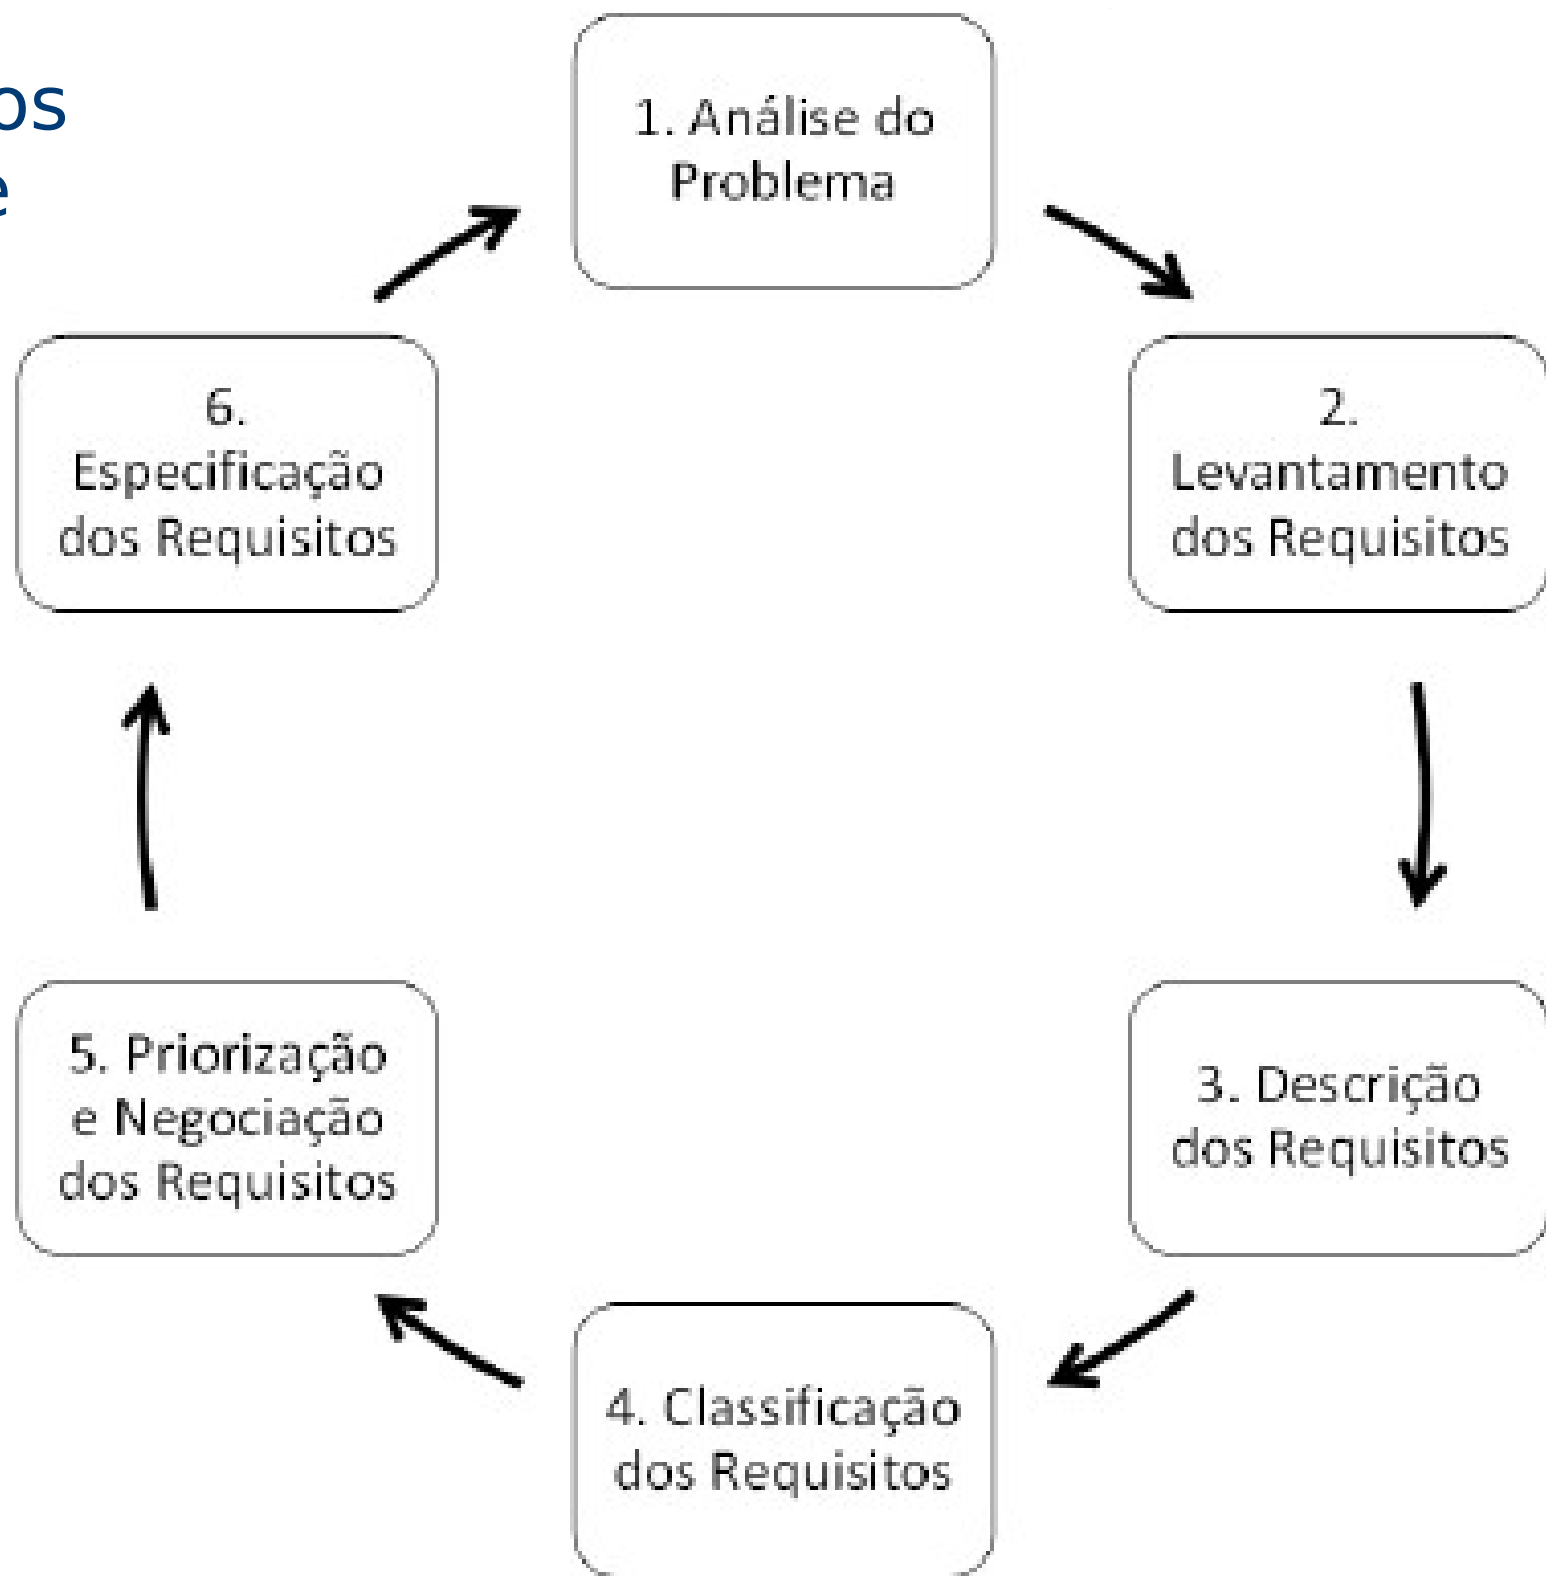 os
e
1. Análise do
Problema
2.
Levantamento
dos Requisitos
3. Descrição
dos Requisitos
4. Classificação
dos Requisitos
5. Priorização
e Negociação
dos Requisitos
6.
Especificação
dos Requisitos